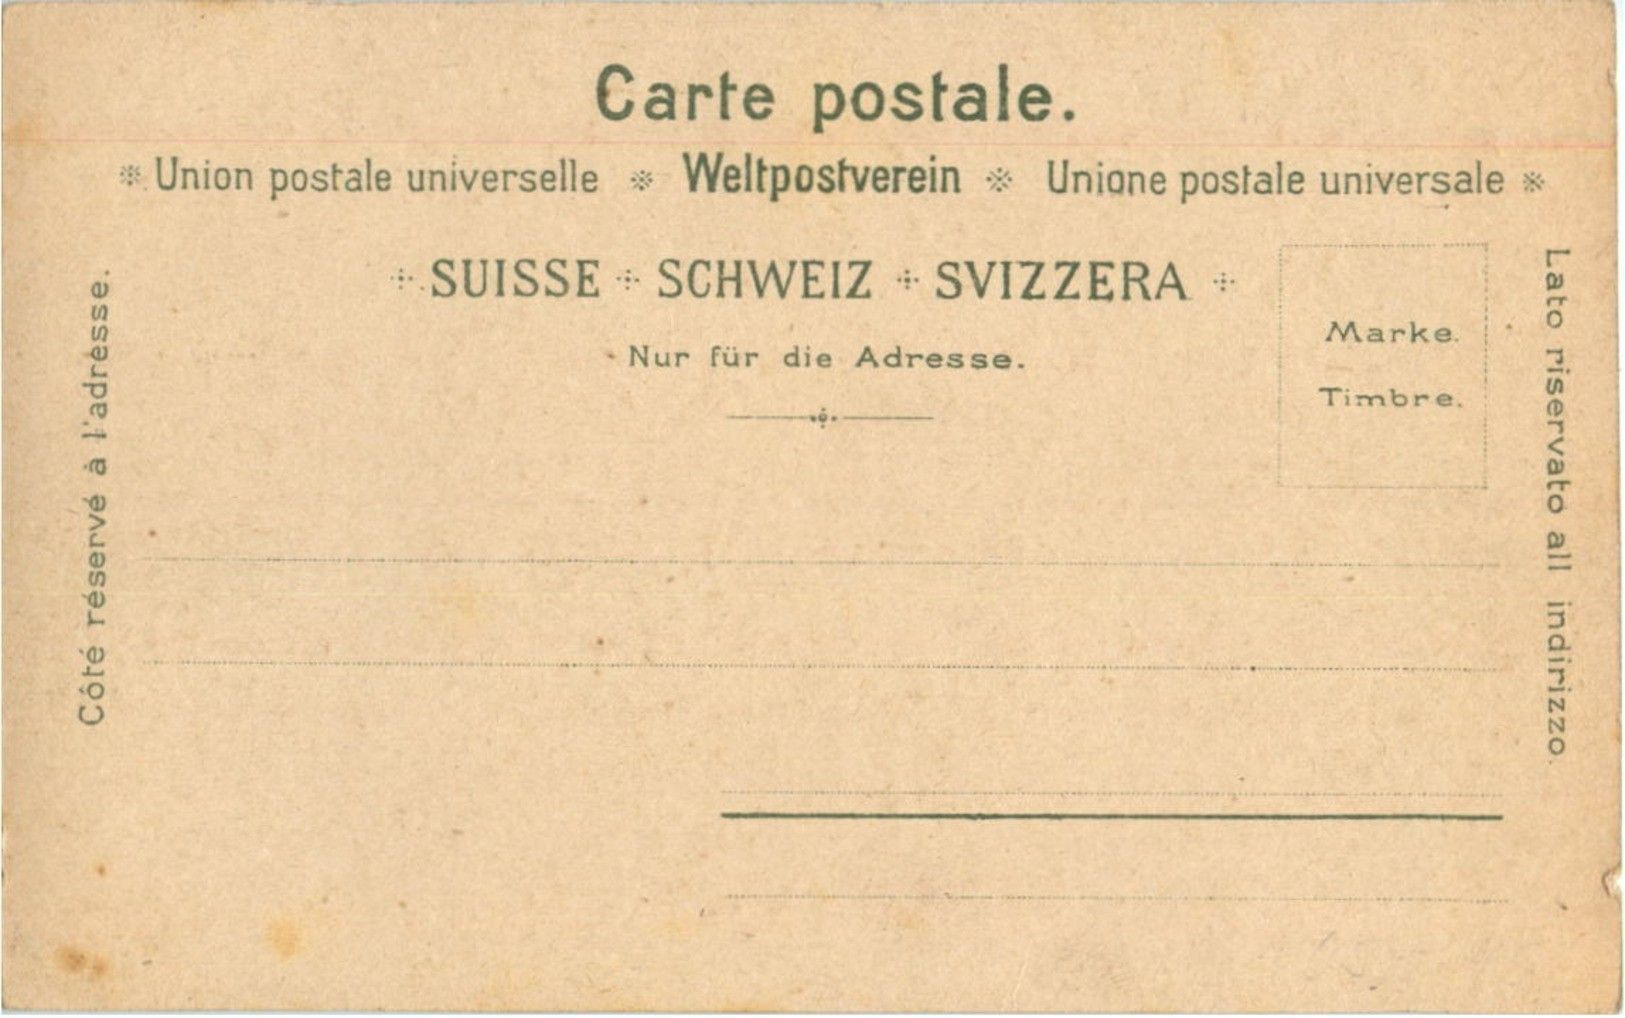 Carte postale.
Union postale universelle Weltpostverein Unione postale universale
SUISSE SCHWEIZ SVIZZERA
Nur für die Adresse.
Marke.
Timbre.
Côté réservé à l'adresse.
Lato riservato all indirizzo.